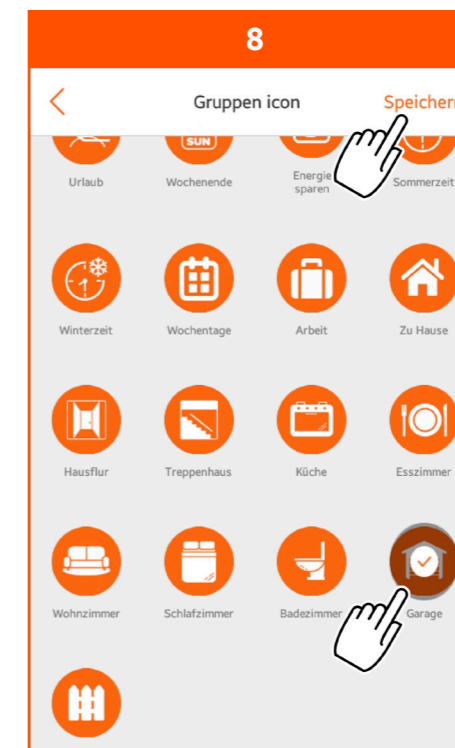 8
Gruppen icon
Speichern
SUN
Urlaub
Wochenende
Energie
sparen
Sommerzeit
Winterzeit
Wochentage
Arbeit
Zu Hause
Hausflur
Treppenhaus
Küche
Esszimmer
Wohnzimmer
Schlafzimmer
Badezimmer
Garage